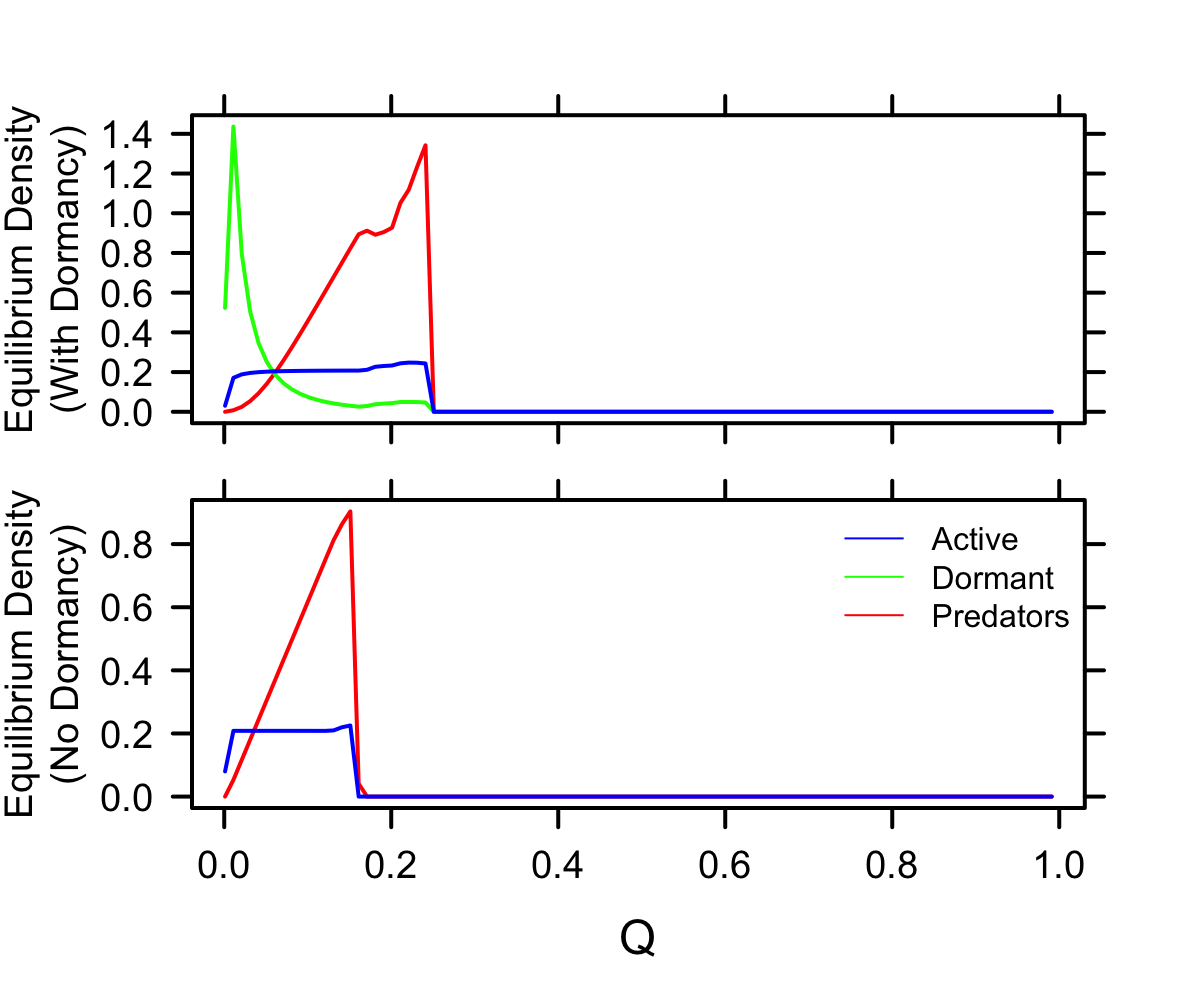 Equilibrium Density
(With Dormancy)
1.4
1.2
1.0
0.8
0.6
0.4
0.2
0.0
Equilibrium Density
(No Dormancy)
0.8
0.6
0.4
0.2
0.0
Active
Dormant
Predators
0.0 0.2 0.4 0.6 0.8 1.0
Q